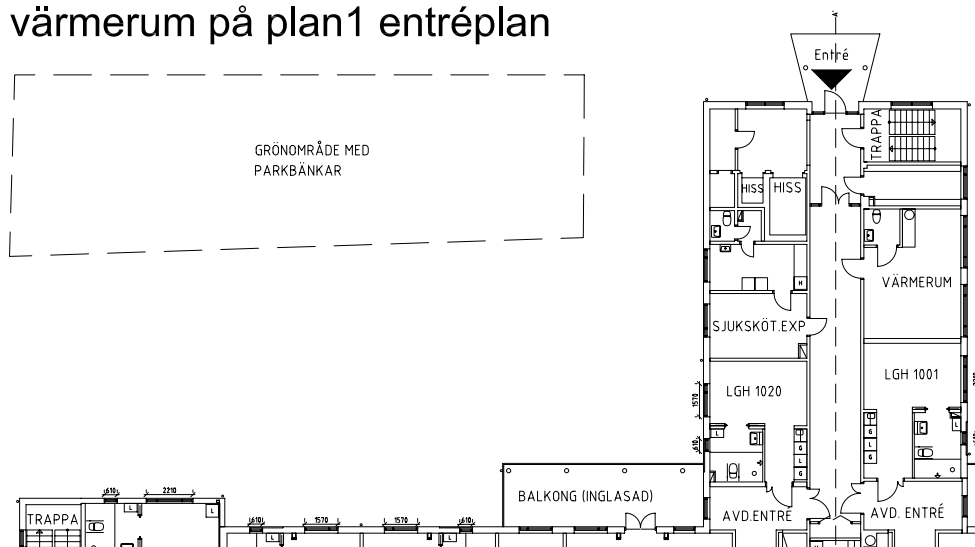 värmerum på plan1 entréplan
A
Entré
GRÖNOMRÅDE MED
PARKBÄNKAR
TRAPPA
HISS
HISS
VÄRMERUM
H
SJUKSKÖT.EXP
LGH 1020
LGH 1001
1570
610
L
G
L
G
G
L
G
L
BALKONG (INGLASAD)
AVD.ENTRÉ
AVD. ENTRÉ
610
2210
L
L
TRAPPA
610
1570
1570
610
L
L